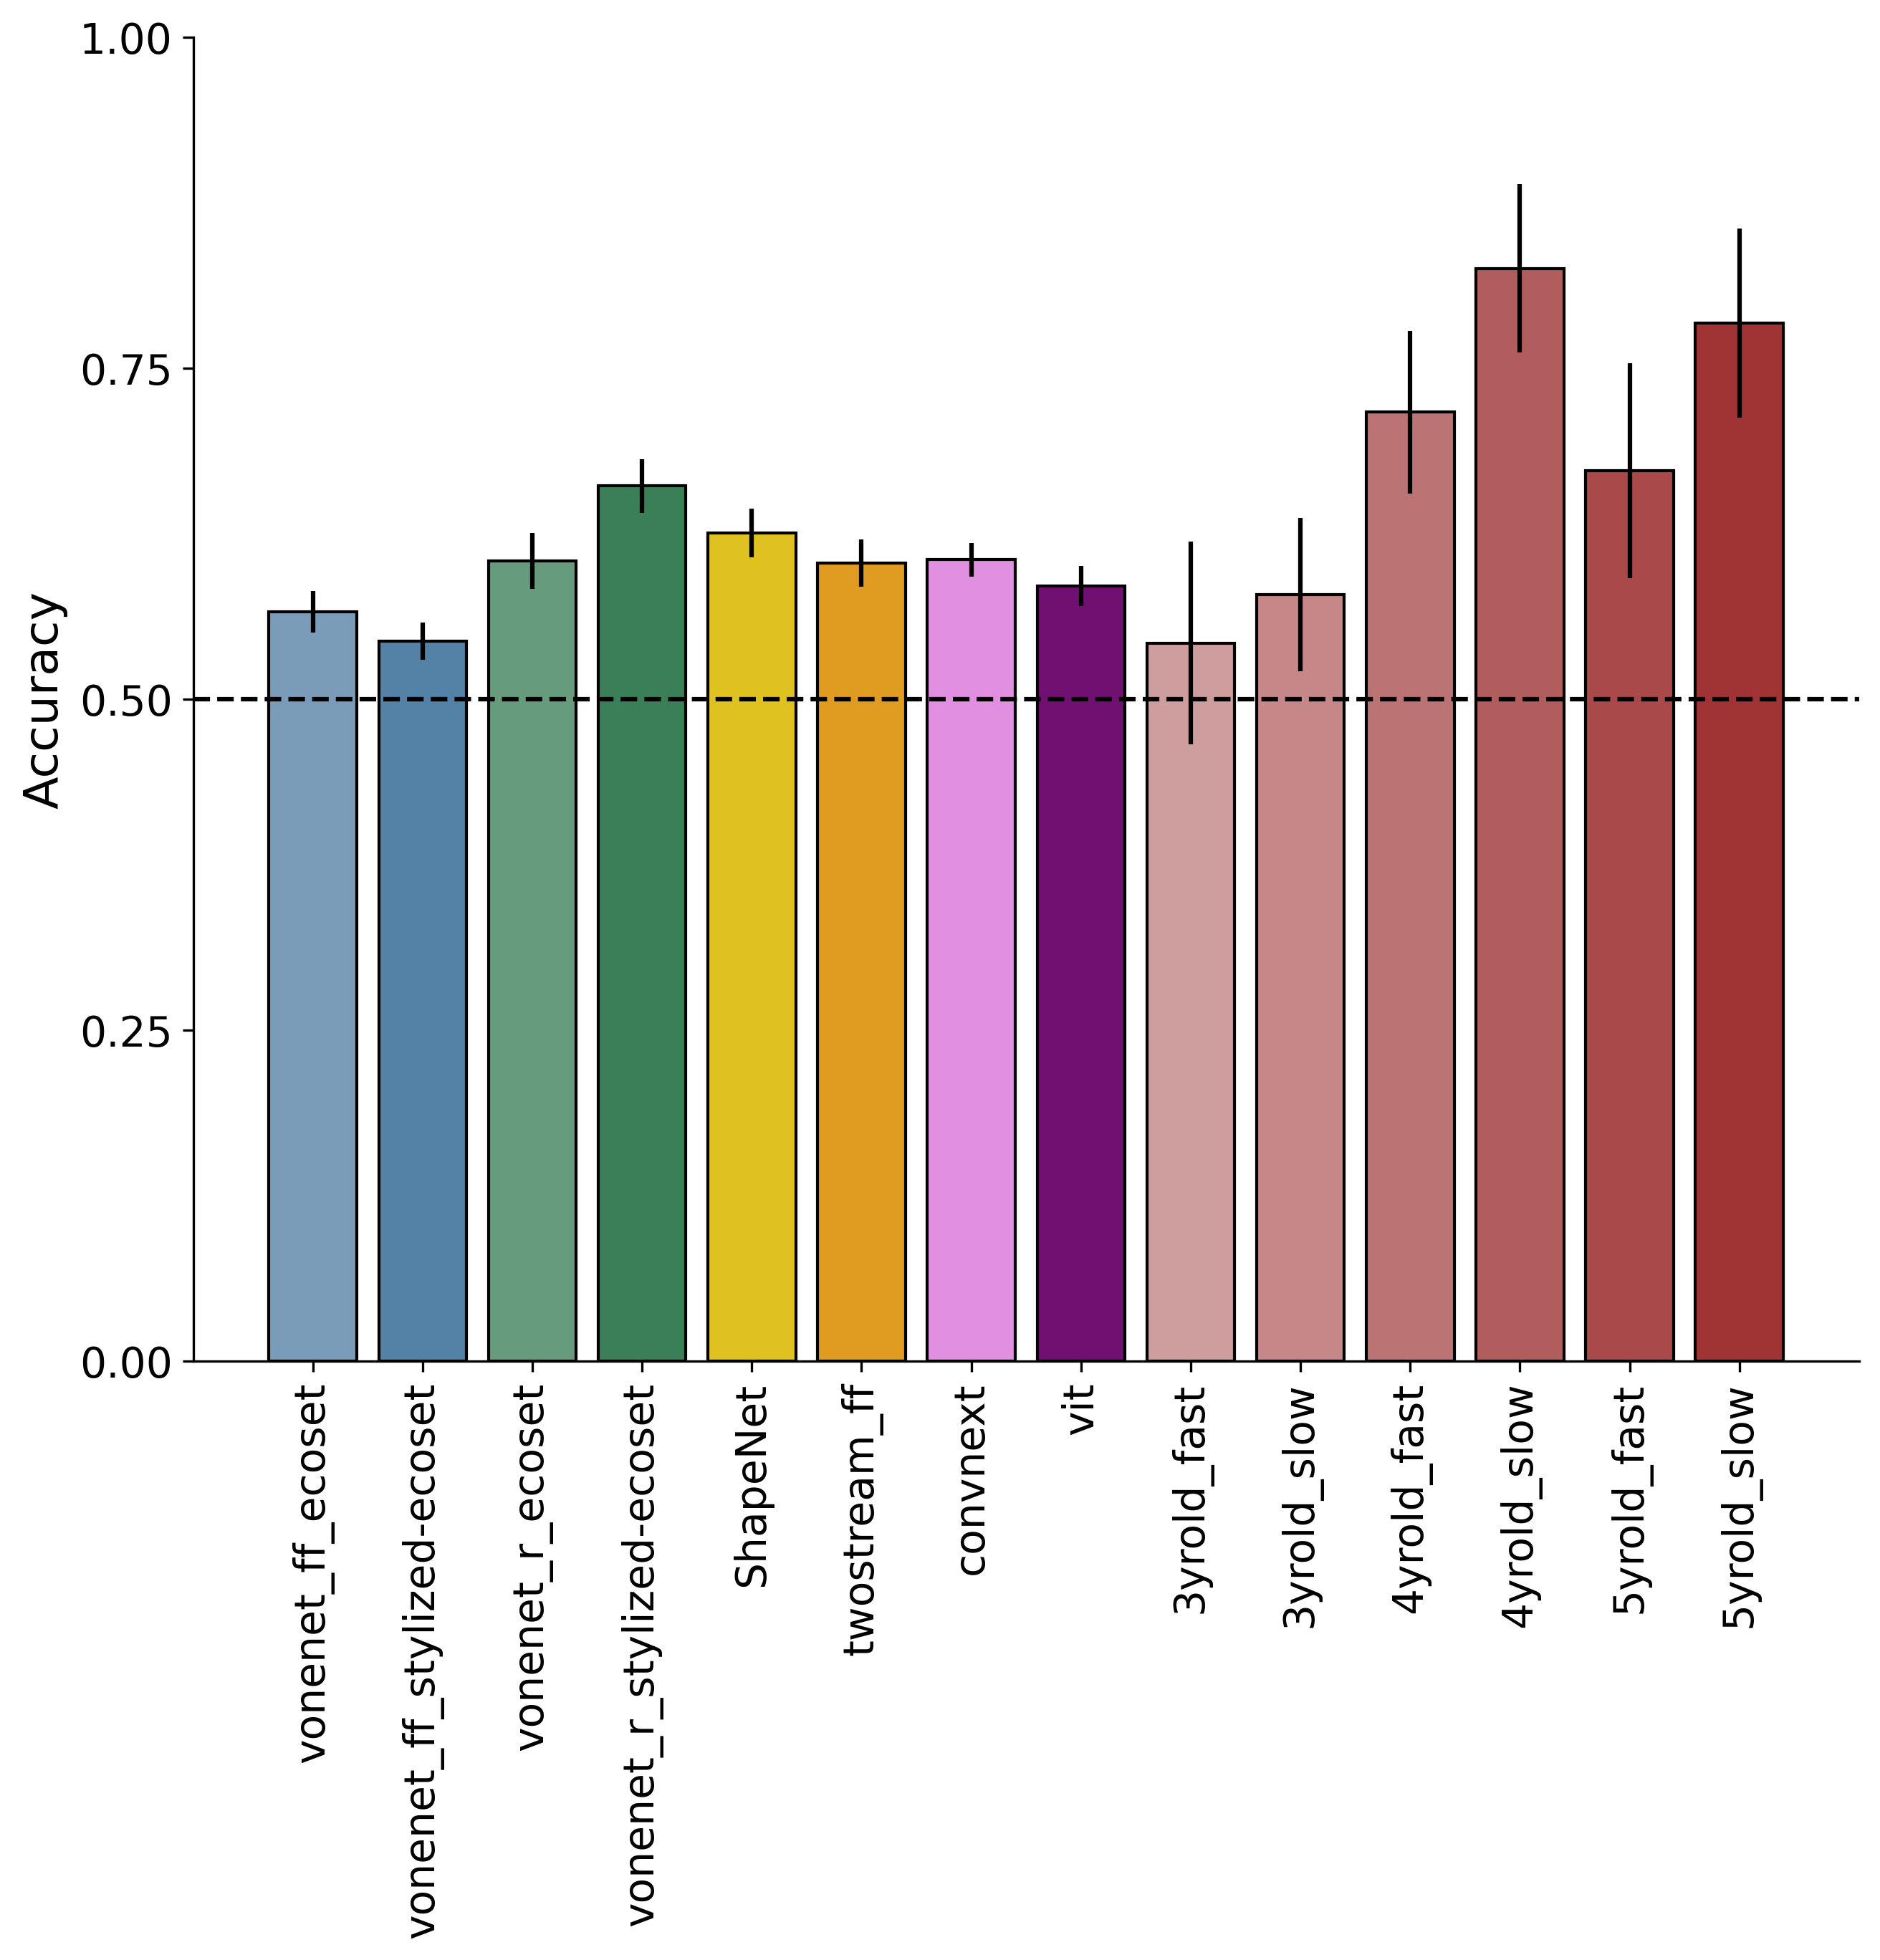 1.00
0.75
0.50
0.25
0.00
Accuracy
vonenet_ff_ecoset
vonenet_ff_stylized-ecoset
vonenet_r_ecoset
vonenet_r_stylized-ecoset
ShapeNet
twostream_ff
convnext
vit
3yrold_fast
3yrold_slow
4yrold_fast
4yrold_slow
5yrold_fast
5yrold_slow